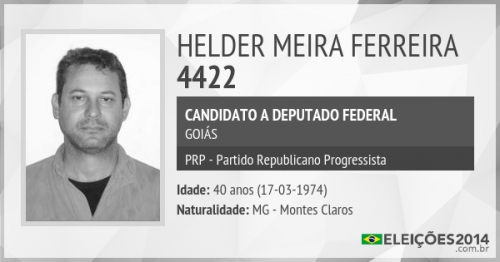 HELDER MEIRA FERREIRA
4422
CANDIDATO A DEPUTADO FEDERAL
GOIÁS
PRP - Partido Republicano Progressista
Idade: 40 anos (17-03-1974)
Naturalidade: MG - Montes Claros
ELEIÇÕES2014
.com.br